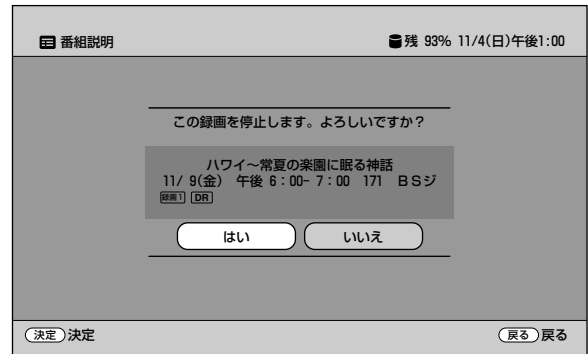 番組説明
残 93% 11/4(日)午後1:00
この録画を停止します。よろしいですか？
ハワイ～常夏の楽園に眠る神話
11/ 9(金) 午後 6：00- 7：00 171 ＢＳジ
録画1 DR
はい いいえ
決定 決定 戻る 戻る